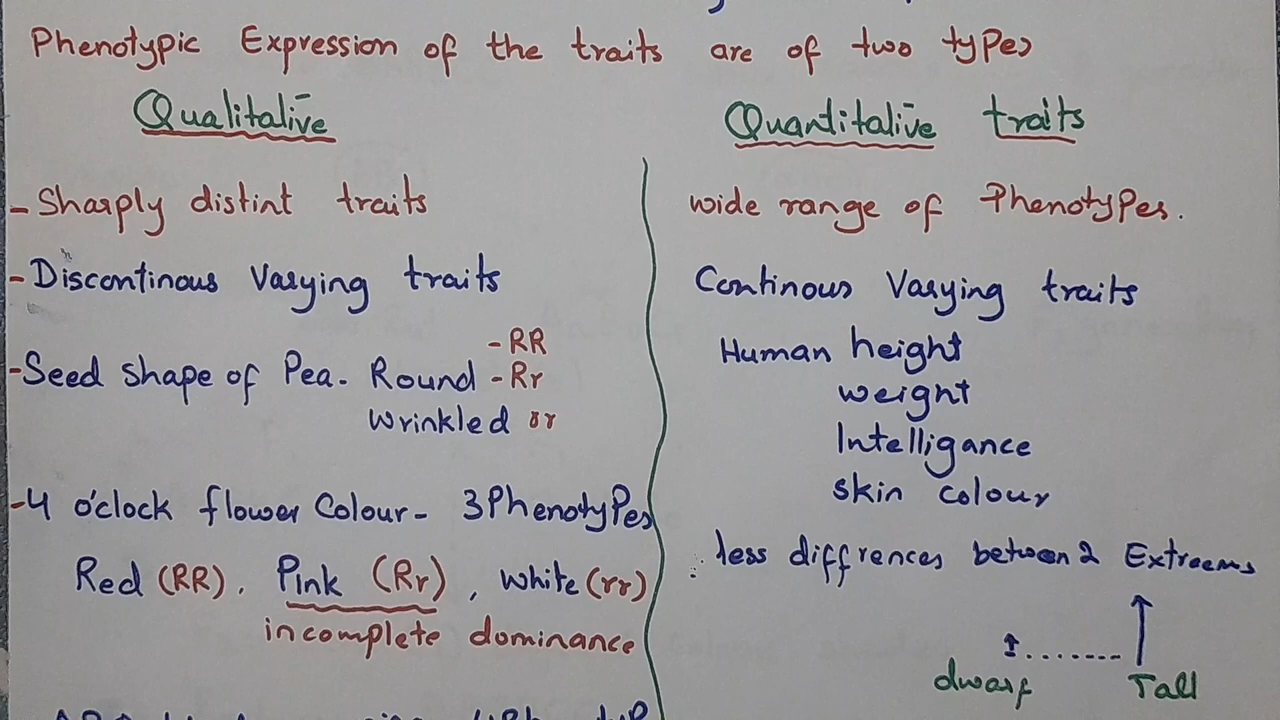 Phenotypic Expression of the traits are of two types
Qualitative
- Sharply distint traits
- Discontinous Varying traits
- RR
- Seed shape of Pea. Round - Rr
Wrinkled rr
- 4 o'clock flower Colour - 3 Phenotypes
Red (RR). Pink (Rr), white (rr)
incomplete dominance
Quantitative traits
wide range of Phenotypes.
Continous Varying traits
Human height
weight
Intelligance
skin colour
less diffrences between 2 Extreems
dwarf ....... Tall